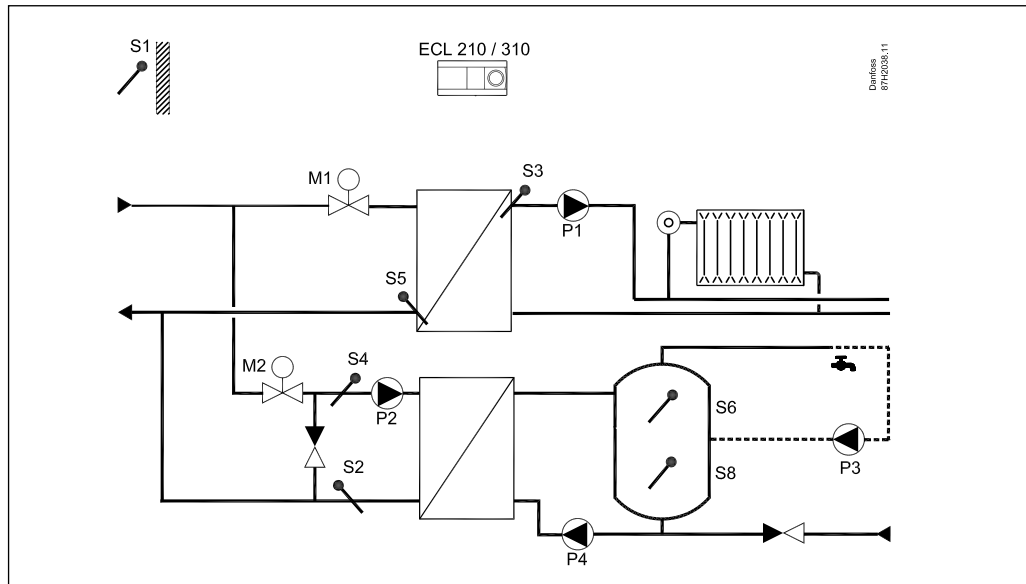 S1
ECL 210 / 310
Danfoss
87H2038.11
M1
S3
P1
S5
M2
S4
P2
S6
P3
S2
S8
P4